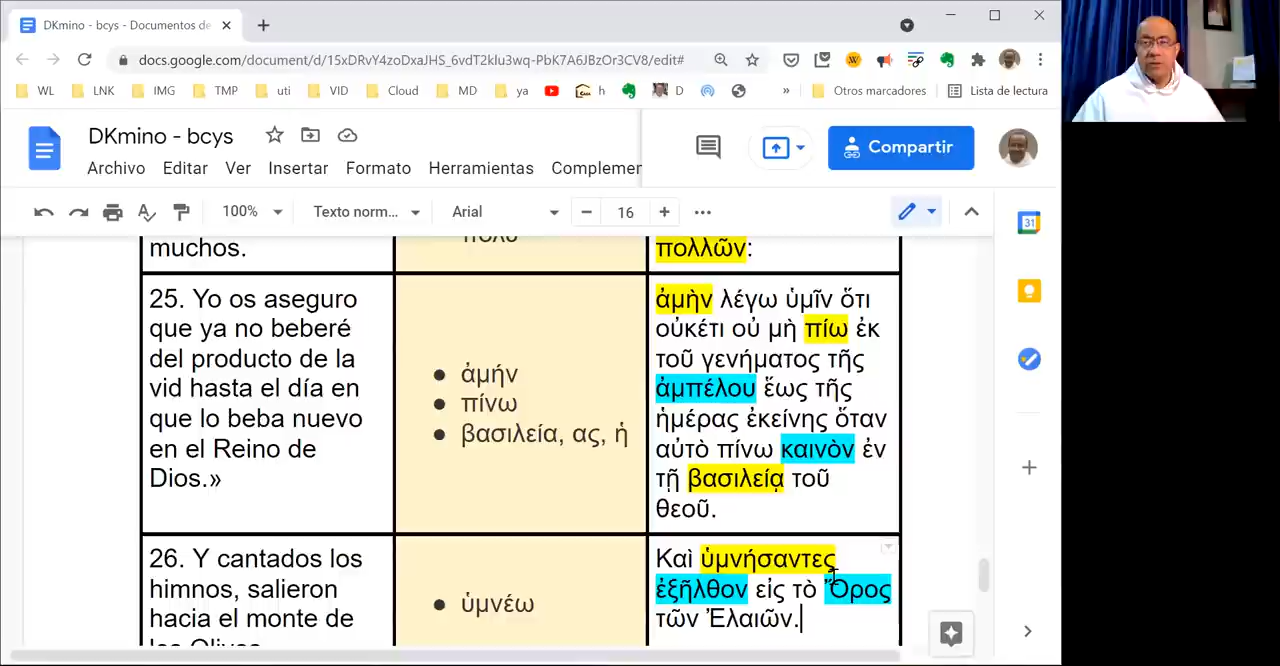 DKmino - bcys - Documentos de
docs.google.com/document/d/15xDRvY4zoDxaJHS_6vdT2klu3wq-PbK7A6JBzOr3CV8/edit#
WL LNK IMG TMP uti VID Cloud MD ya h D » Otros marcadores Lista de lectura
DKmino - bcys
Archivo Editar Ver Insertar Formato Herramientas Complemen
Compartir
100% Texto norm... Arial 16
31
muchos.
πολλῶν:
25. Yo os aseguro
que ya no beberé
del producto de la
vid hasta el día en
que lo beba nuevo
en el Reino de
Dios.»
ἀμήν
πίνω
βασιλεία, ας, ἡ
ἀμὴν λέγω ὑμῖν ὅτι
οὐκέτι οὐ μὴ πίω ἐκ
τοῦ γενήματος τῆς
ἀμπέλου ἕως τῆς
ἡμέρας ἐκείνης ὅταν
αὐτὸ πίνω καινὸν ἐν
τῇ βασιλείᾳ τοῦ
θεοῦ.
26. Y cantados los
himnos, salieron
hacia el monte de
ὑμνέω
Καὶ ὑμνήσαντες
ἐξῆλθον εἰς τὸ Ὄρος
τῶν Ἐλαιῶν.